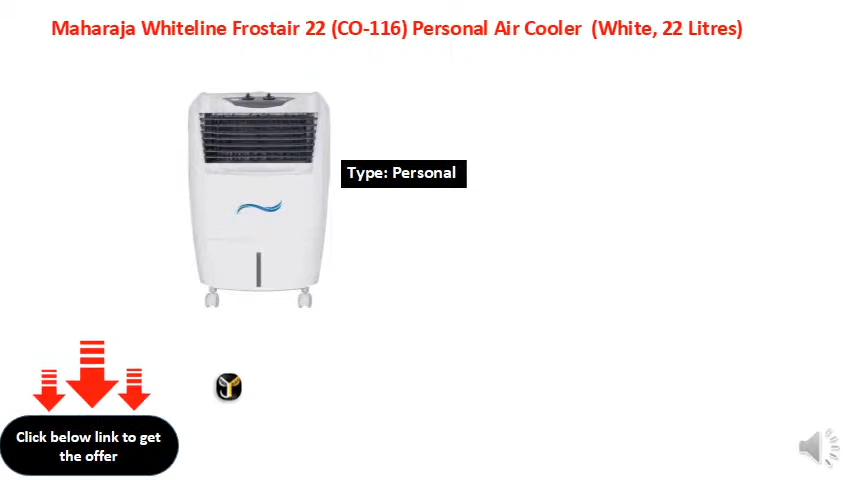 Maharaja Whiteline Frostair 22 (CO-116) Personal Air Cooler  (White, 22 Litres)
Type: Personal
Click below link to get
the offer